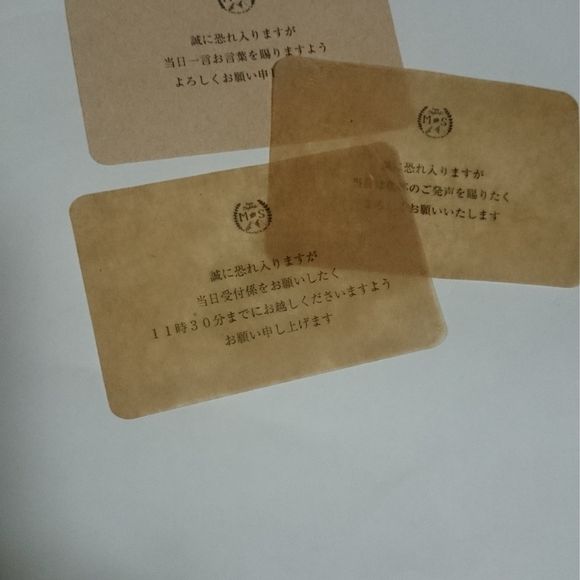 誠に恐れ入りますが
当日一言お言葉を賜りますよう
よろしくお願い申し
M S
誠に恐れ入りますが
のご発声を賜りたく
お願いいたします
M S
誠に恐れ入りますが
当日受付係をお願いしたく
11時30分までにお越しくださいますよう
お願い申し上げます